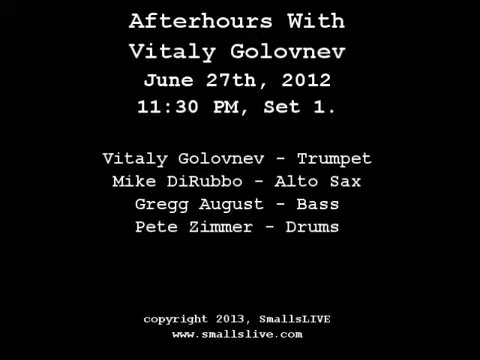 Afterhours With
Vitaly Golovnev
June 27th, 2012
11:30 PM, Set 1.
Vitaly Golovnev - Trumpet
Mike DiRubbo - Alto Sax
Gregg August - Bass
Pete Zimmer - Drums
copyright 2013, SmallsLIVE
www.smallslive.com